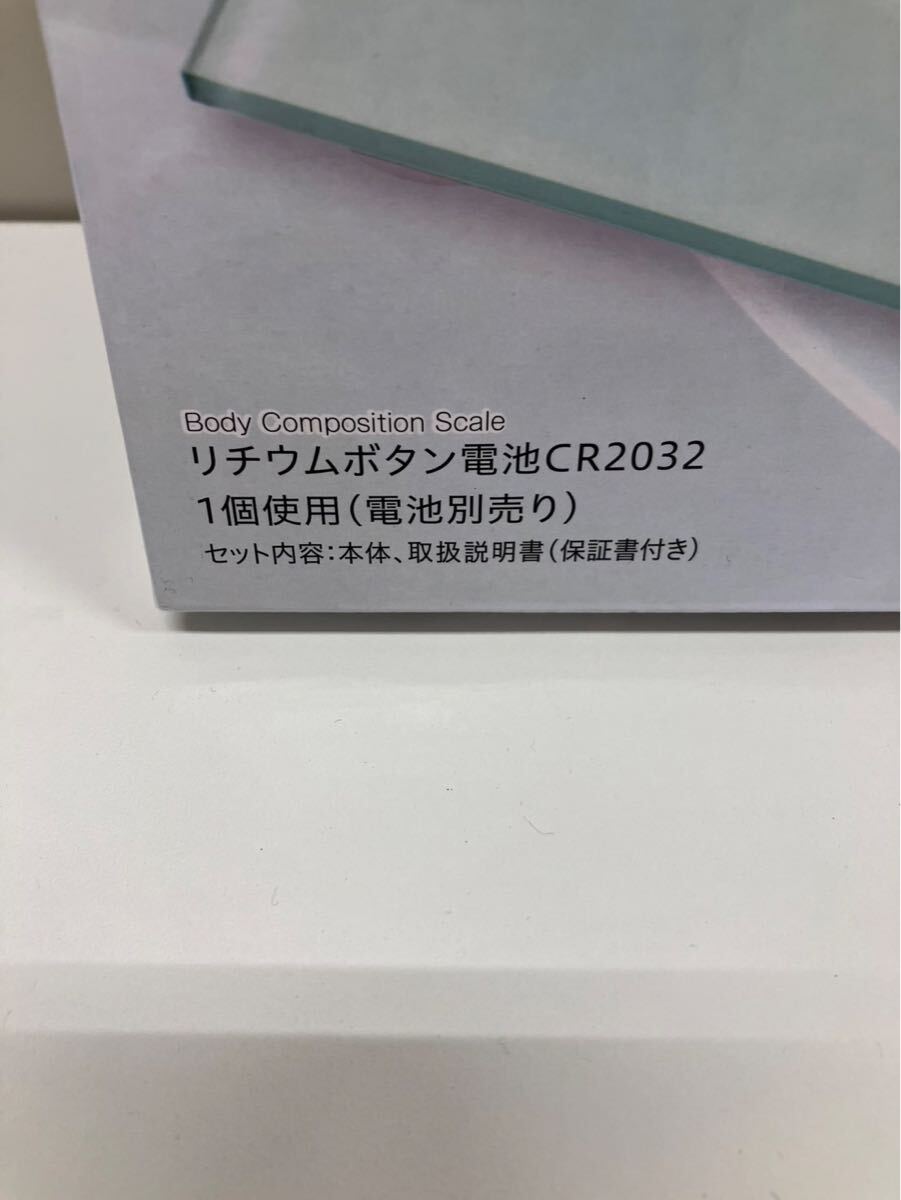 Body Composition Scale
リチウムボタン電池CR2032
1個使用(電池別売り)
セット内容:本体、取扱説明書(保証書付き)